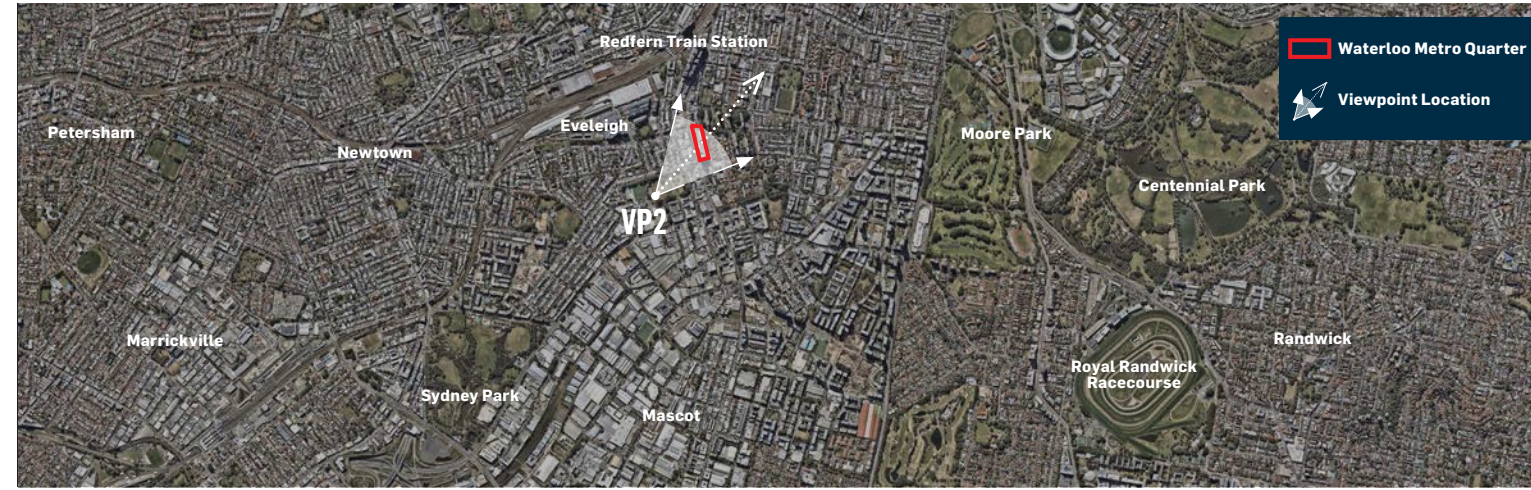 Redfern Train Station
Waterloo Metro Quarter
Viewpoint Location
Petersham
Eveleigh
Moore Park
Newtown
Centennial Park
VP2
Marrickville
Randwick
Royal Randwick
Racecourse
Sydney Park
Mascot